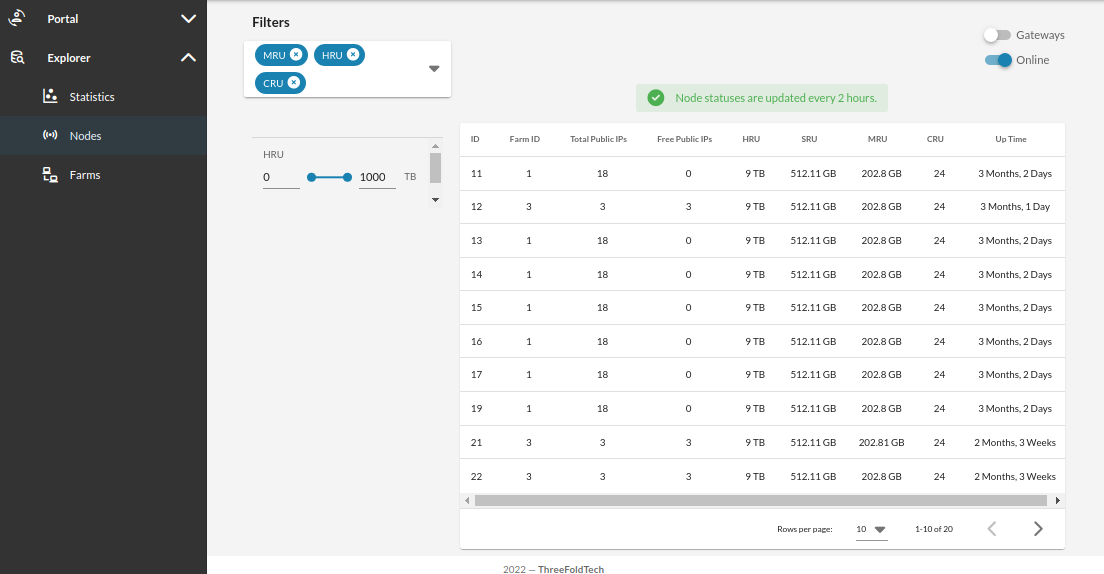 Portal
Explorer
Statistics
Nodes
Farms
Filters
MRU HRU
CRU
Gateways
Online
Node statuses are updated every 2 hours.
HRU
0 1000 TB
ID Farm ID Total Public IPs Free Public IPs HRU SRU MRU CRU Up Time
11 1 18 0 9 TB 512.11 GB 202.8 GB 24 3 Months, 2 Days
12 3 3 3 9 TB 512.11 GB 202.8 GB 24 3 Months, 1 Day
13 1 18 0 9 TB 512.11 GB 202.8 GB 24 3 Months, 2 Days
14 1 18 0 9 TB 512.11 GB 202.8 GB 24 3 Months, 2 Days
15 1 18 0 9 TB 512.11 GB 202.8 GB 24 3 Months, 2 Days
16 1 18 0 9 TB 512.11 GB 202.8 GB 24 3 Months, 2 Days
17 1 18 0 9 TB 512.11 GB 202.8 GB 24 3 Months, 2 Days
19 1 18 0 9 TB 512.11 GB 202.8 GB 24 3 Months, 2 Days
21 3 3 3 9 TB 512.11 GB 202.81 GB 24 2 Months, 3 Weeks
22 3 3 3 9 TB 512.11 GB 202.8 GB 24 2 Months, 3 Weeks
Rows per page: 10 1-10 of 20
2022 — ThreeFoldTech